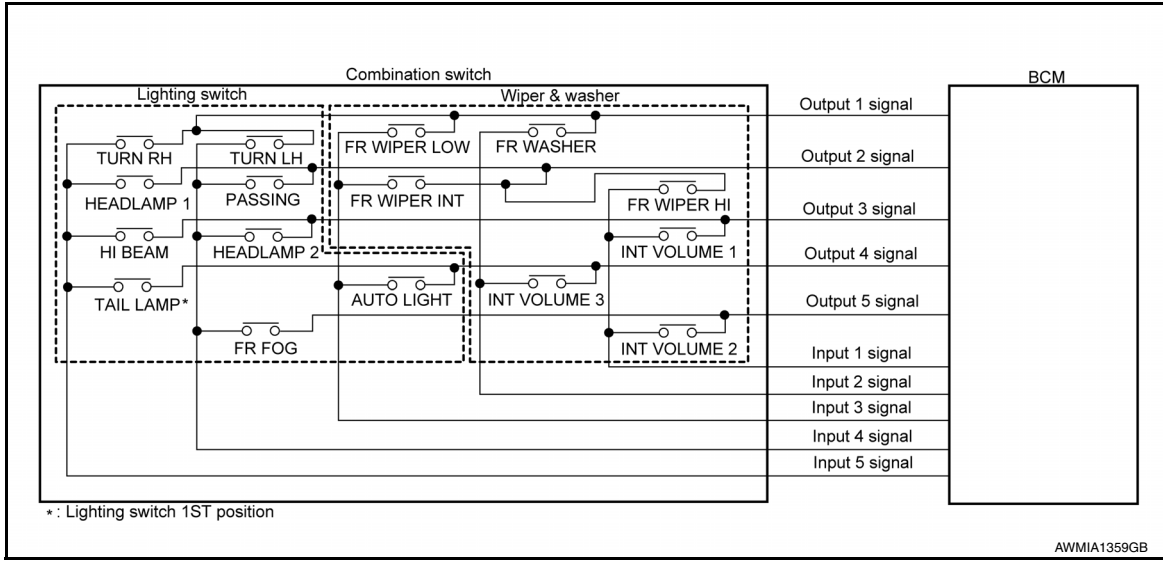 Combination switch
BCM
Lighting switch
Wiper & washer
Output 1 signal
TURN RH
TURN LH
FR WIPER LOW
FR WASHER
Output 2 signal
HEADLAMP 1
PASSING
FR WIPER INT
FR WIPER HI
Output 3 signal
HI BEAM
HEADLAMP 2
INT VOLUME 1
Output 4 signal
TAIL LAMP*
AUTO LIGHT
INT VOLUME 3
Output 5 signal
FR FOG
INT VOLUME 2
Input 1 signal
Input 2 signal
Input 3 signal
Input 4 signal
Input 5 signal
* : Lighting switch 1ST position
AWMIA1359GB